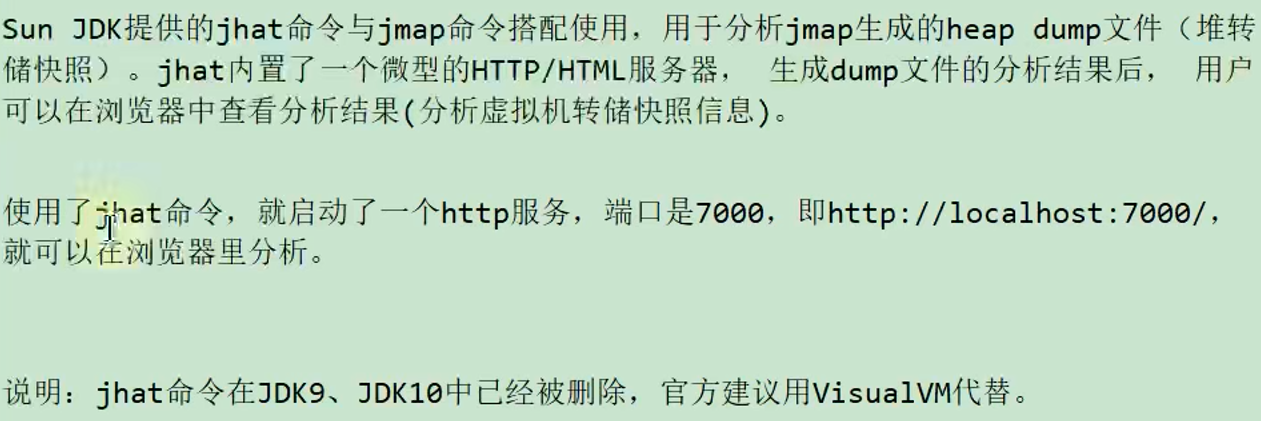 Sun JDK提供的jhat命令与jmap命令搭配使用，用于分析jmap生成的heap dump文件（堆转
储快照）。jhat内置了一个微型的HTTP/HTML服务器， 生成dump文件的分析结果后， 用户
可以在浏览器中查看分析结果(分析虚拟机转储快照信息)。
使用了jhat命令，就启动了一个http服务，端口是7000，即http://localhost:7000/，
就可以在浏览器里分析。
说明：jhat命令在JDK9、JDK10中已经被删除，官方建议用VisualVM代替。